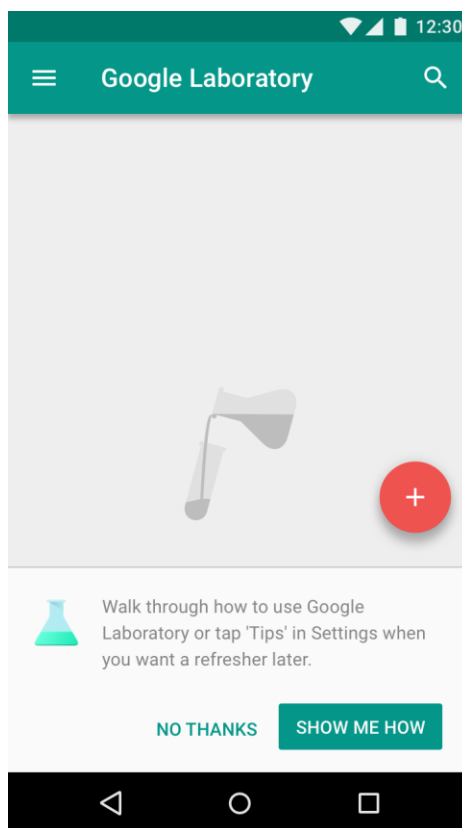 12:30
Google Laboratory
Walk through how to use Google
Laboratory or tap 'Tips' in Settings when
you want a refresher later.
NO THANKS SHOW ME HOW